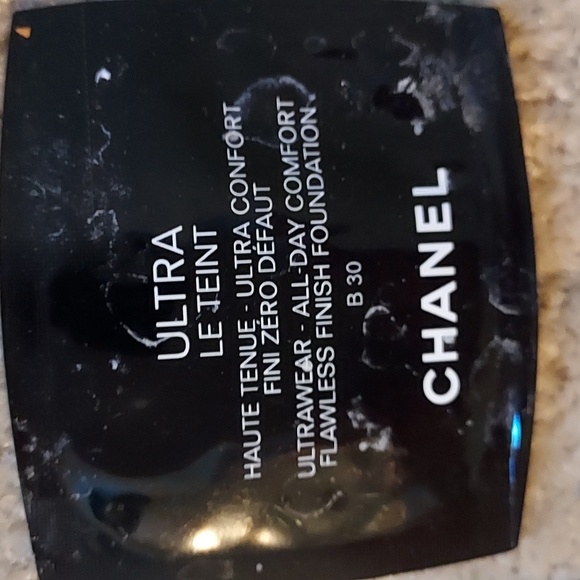 ULTRA
LE TEINT
HAUTE TENUE - ULTRA CONFORT
FINI ZÉRO DÉFAUT
ULTRAWEAR - ALL-DAY COMFORT
FLAWLESS FINISH FOUNDATION
B 30
CHANEL